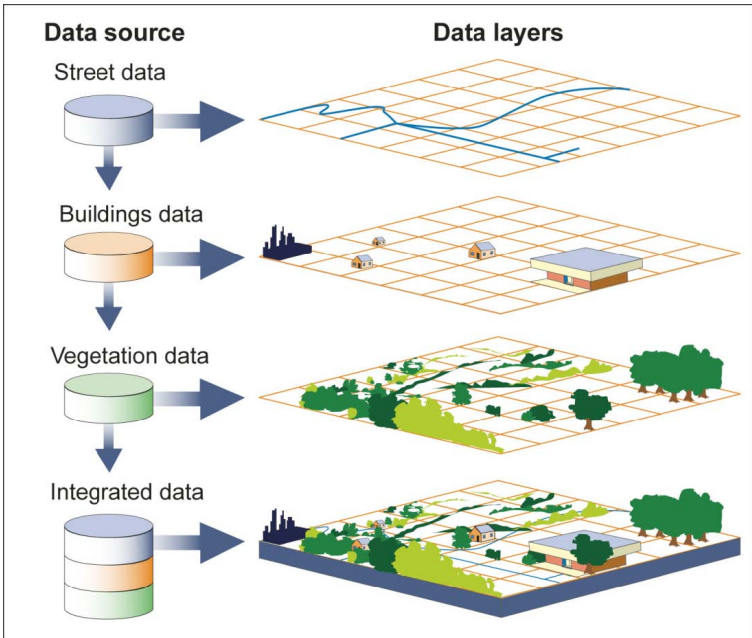 Data source
Data layers
Street data
Buildings data
Vegetation data
Integrated data